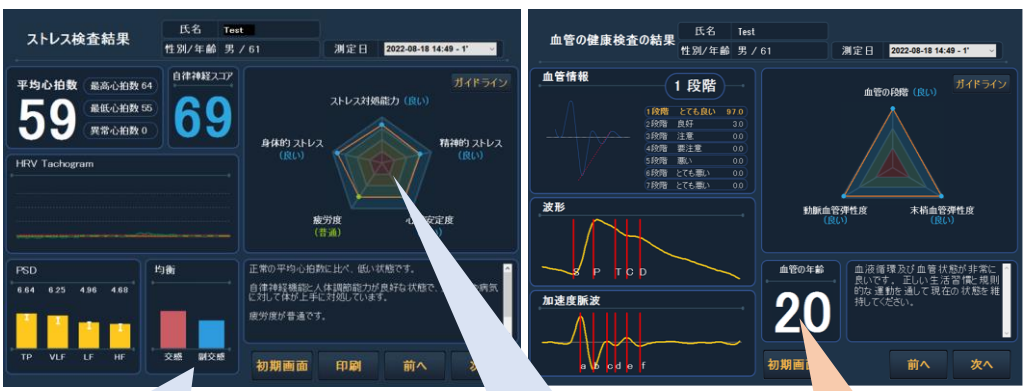 ストレス検査結果
氏名 Test
性別/年齢 男 / 61
測定日 2022-08-18 14:49 - 1'
平均心拍数
59
最高心拍数 64
最低心拍数 55
異常心拍数 0
自律神経スコア
69
ガイドライン
ストレス対処能力 (良い)
身体的 ストレス
(良い)
精神的 ストレス
(良い)
疲労度
(普通)
安定度
HRV Tachogram
PSD
6.64 6.25 4.96 4.68
TP VLF LF HF
均衡
交感 副交感
正常の平均心拍数に比べ、低い状態です。
自律神経機能と人体調節能力が良好な状態で、
病気
に対して体が上手に対処しています。
疲労度が普通です。
初期画面 印刷 前へ
血管の健康検査の結果
氏名 Test
性別/年齢 男 / 61
測定日 2022-08-18 14:49 - 1'
血管情報
1 段階
1段階 とても良い 97.0
2段階 良好 3.0
3段階 注意 0.0
4段階 要注意 0.0
5段階 悪い 0.0
6段階 とても悪い 0.0
7段階 とても悪い 0.0
ガイドライン
血管の段階 (良い)
動脈血管弾性度
(良い)
末梢血管弾性度
(良い)
波形
S P T C D
加速度脈波
a b c d e f
血管の年齢
20
血液循環及び血管状態が非常に
良いです。 正しい生活習慣と規則
的な 運動を通して現在の状態を維
持してください。
初期画 前へ 次へ